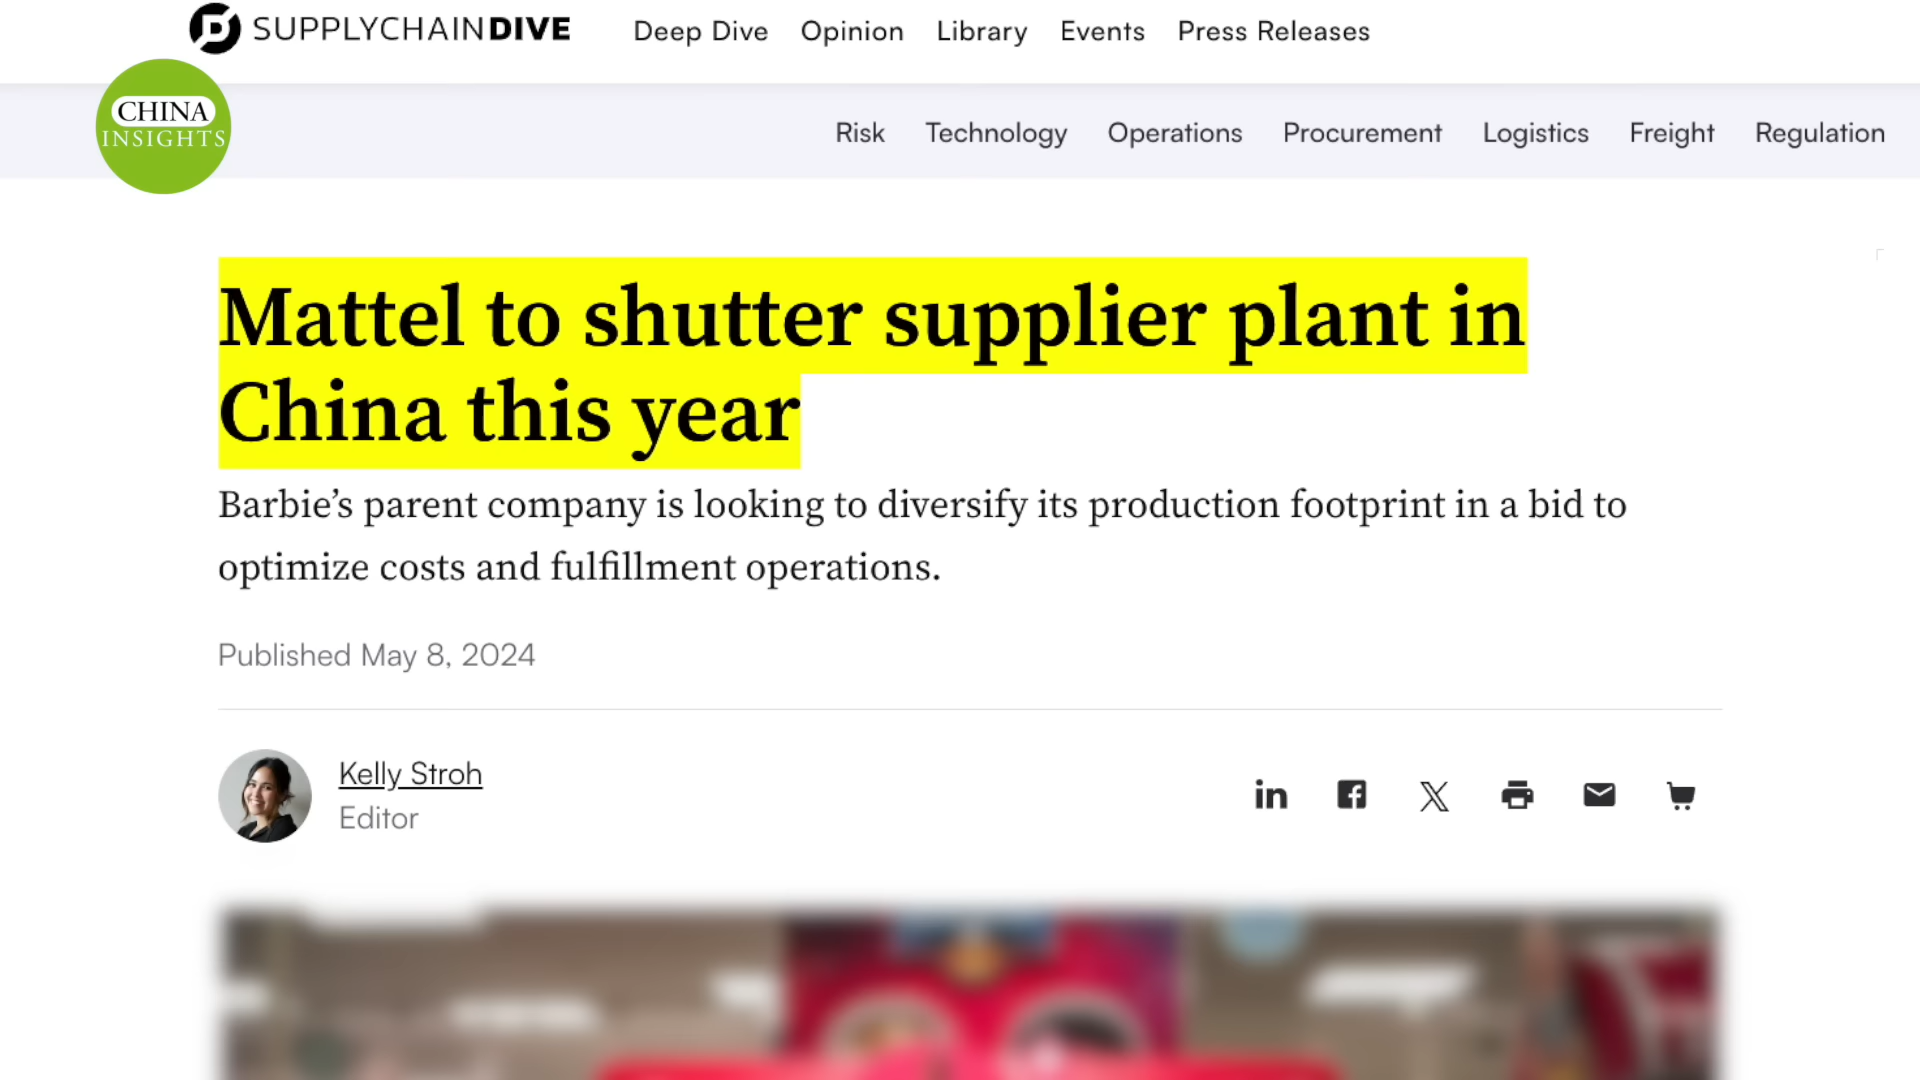 SUPPLYCHAINDIVE
Deep Dive Opinion Library Events Press Releases
CHINA
INSIGHTS
Risk Technology Operations Procurement Logistics Freight Regulation
Mattel to shutter supplier plant in
China this year
Barbie’s parent company is looking to diversify its production footprint in a bid to
optimize costs and fulfillment operations.
Published May 8, 2024
Kelly Stroh
Editor